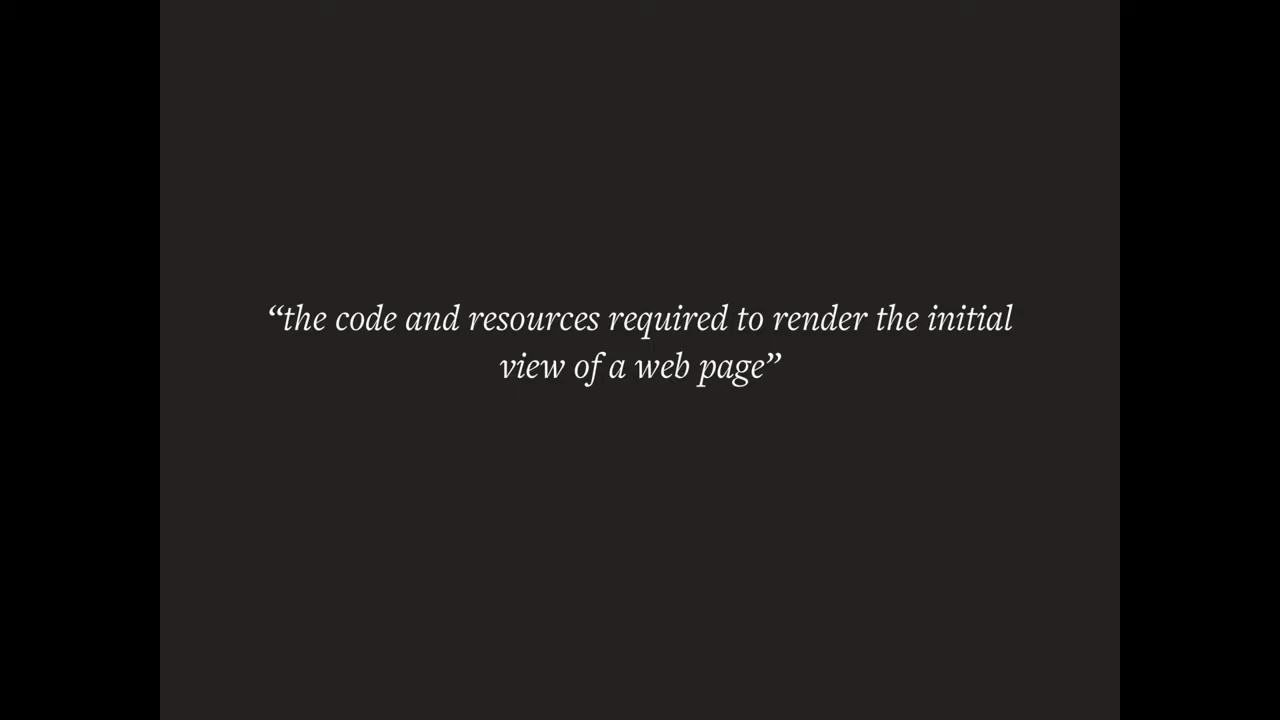 “the code and resources required to render the initial
view of a web page”